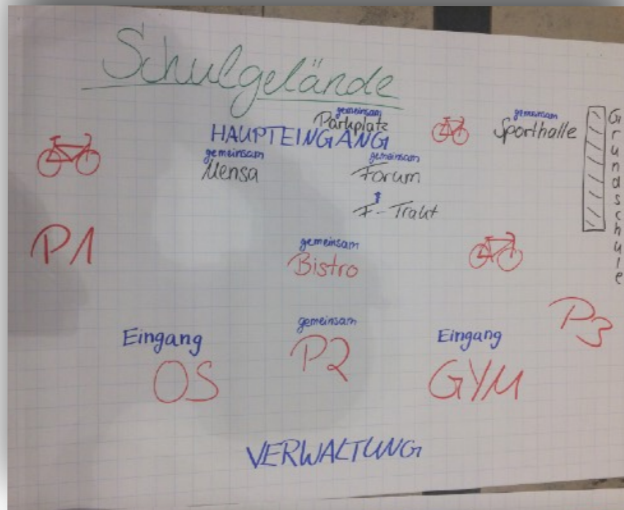 Schulgelände
gemeinsam
Parkplatz
HAUPTEINGANG
gemeinsam
Sporthalle
Grundschule
gemeinsam
Mensa
gemeinsam
Forum
F-Trakt
P1
gemeinsam
Bistro
P3
Eingang
OS
gemeinsam
P2
Eingang
GYM
VERWALTUNG